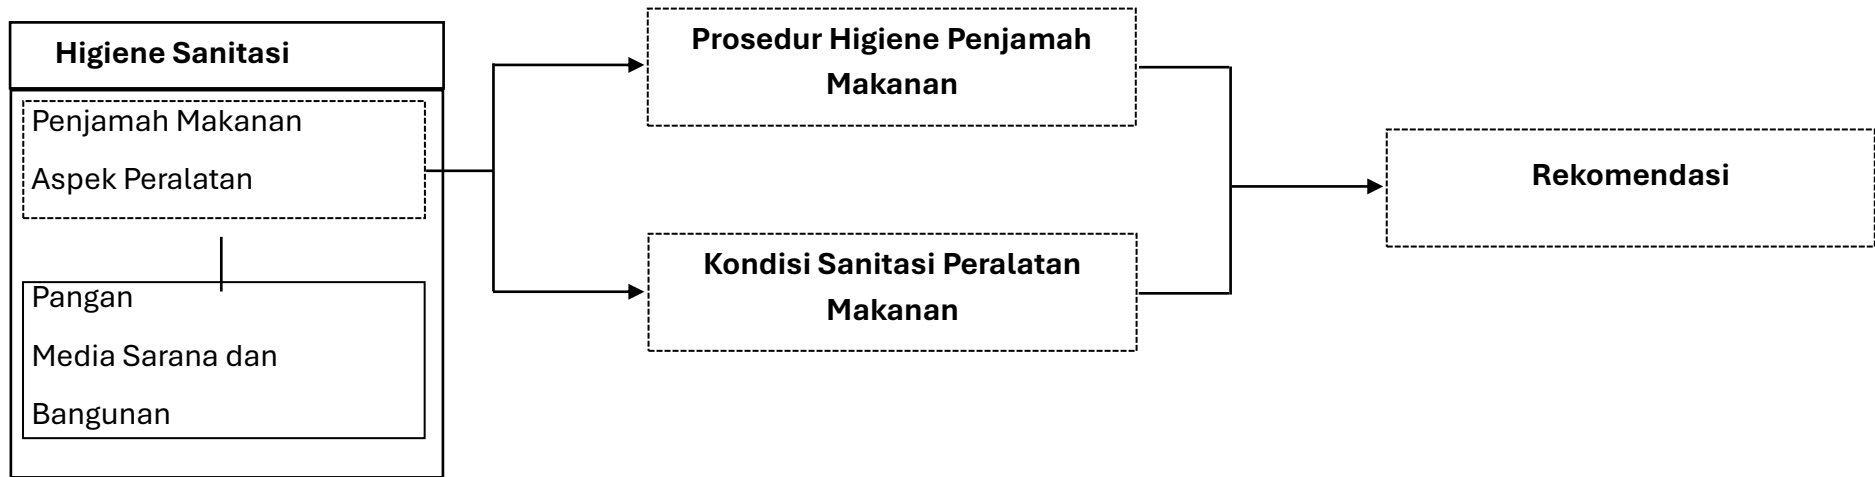 Higiene Sanitasi
Penjamah Makanan
Aspek Peralatan
Pangan
Media Sarana dan
Bangunan
Prosedur Higiene Penjamah
Makanan
Kondisi Sanitasi Peralatan
Makanan
Rekomendasi